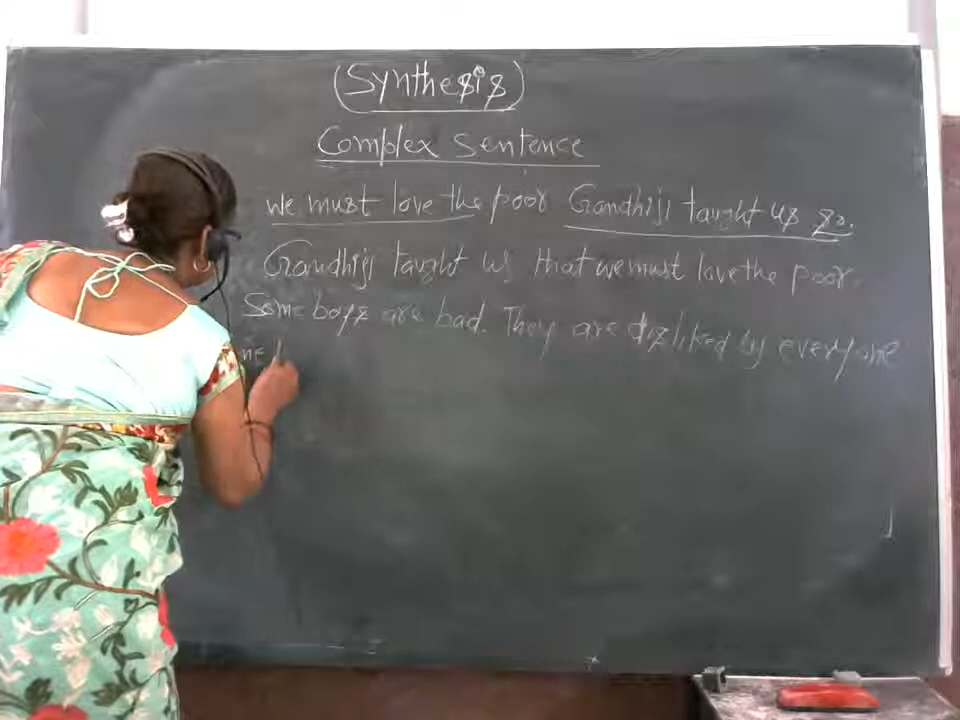 (Synthesis)
Complex Sentence
we must love the poor Gandhiji taught us so.
Gandhiji taught us that we must love the poor.
Some boys are bad. They are disliked by everyone
me